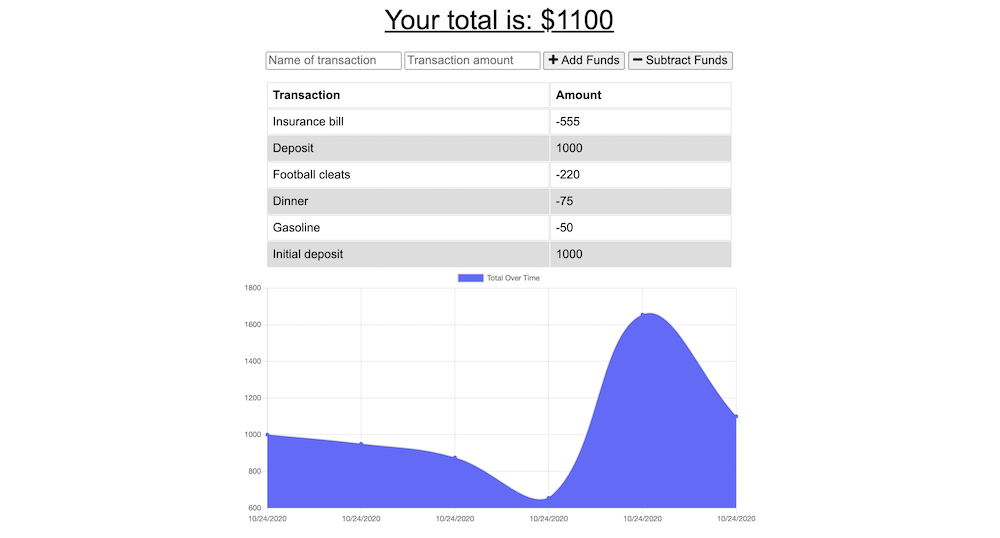 Your total is: $1100
Name of transaction Transaction amount + Add Funds − Subtract Funds
Transaction Amount
Insurance bill -555
Deposit 1000
Football cleats -220
Dinner -75
Gasoline -50
Initial deposit 1000
Total Over Time
1800
1600
1400
1200
1000
800
600
10/24/2020 10/24/2020 10/24/2020 10/24/2020 10/24/2020 10/24/2020